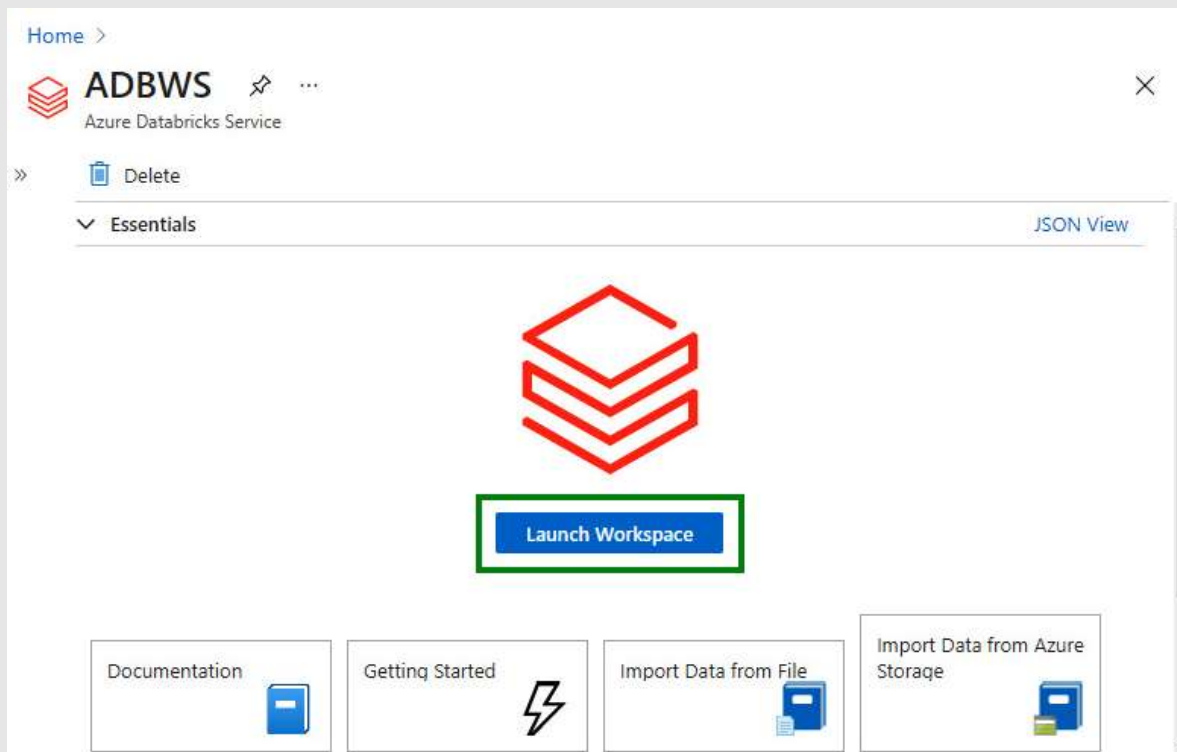 Home >
ADBWS ...
Azure Databricks Service
» Delete
Essentials JSON View
Launch Workspace
Documentation
Getting Started
Import Data from File
Import Data from Azure
Storage